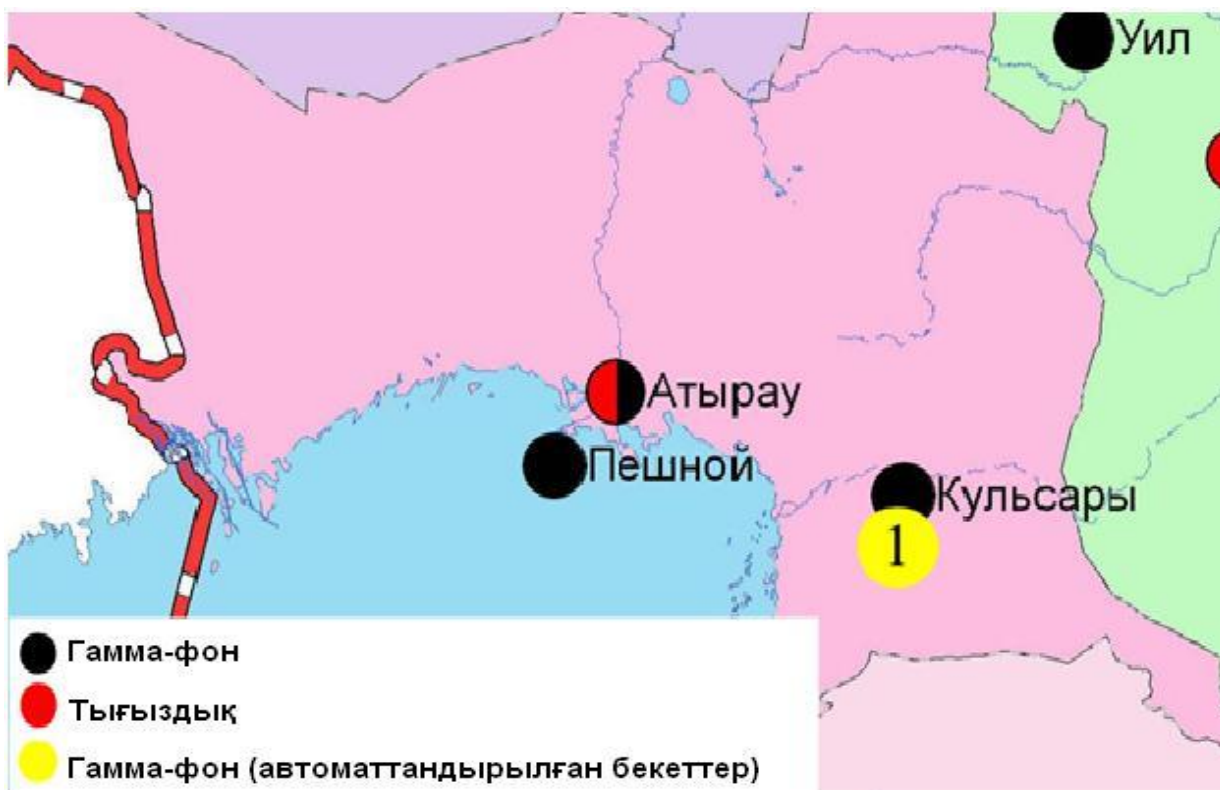 Уил
Атырау
Пешной
Кульсары
1
Гамма-фон
Тығыздық
Гамма-фон (автоматтандырылған бекеттер)